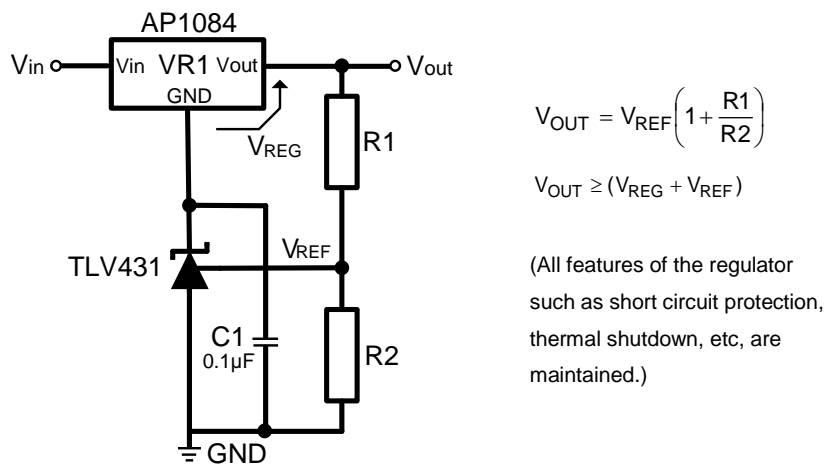 AP1084
Vin Vin VR1 Vout Vout
GND
VREG
R1
VREF
TLV431
C1
0.1µF
R2
GND
VOUT = VREF(1 + R1/R2)
VOUT ≥ (VREG + VREF)
(All features of the regulator
such as short circuit protection,
thermal shutdown, etc, are
maintained.)